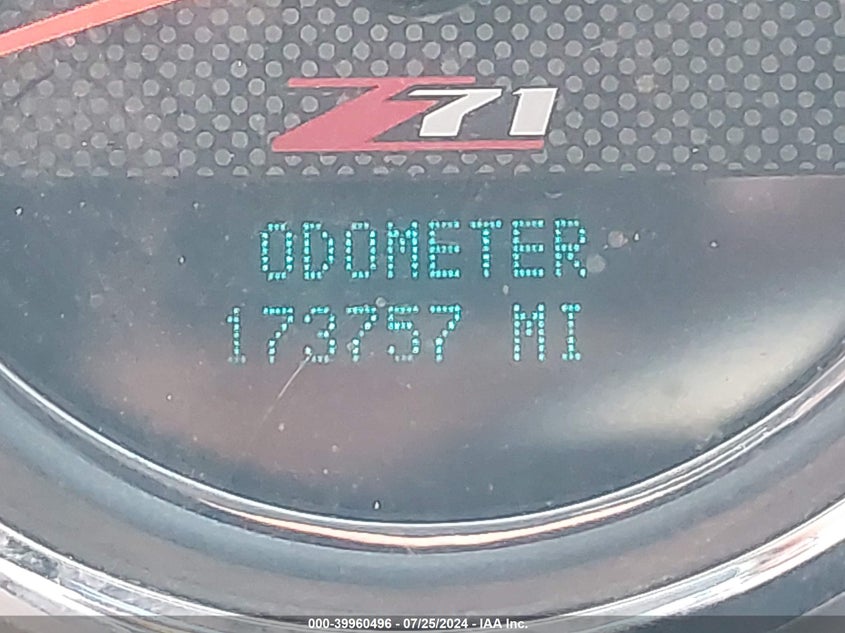 Z71
ODOMETER
173757 MI
000-39960496 - 07/25/2024 - IAA Inc.